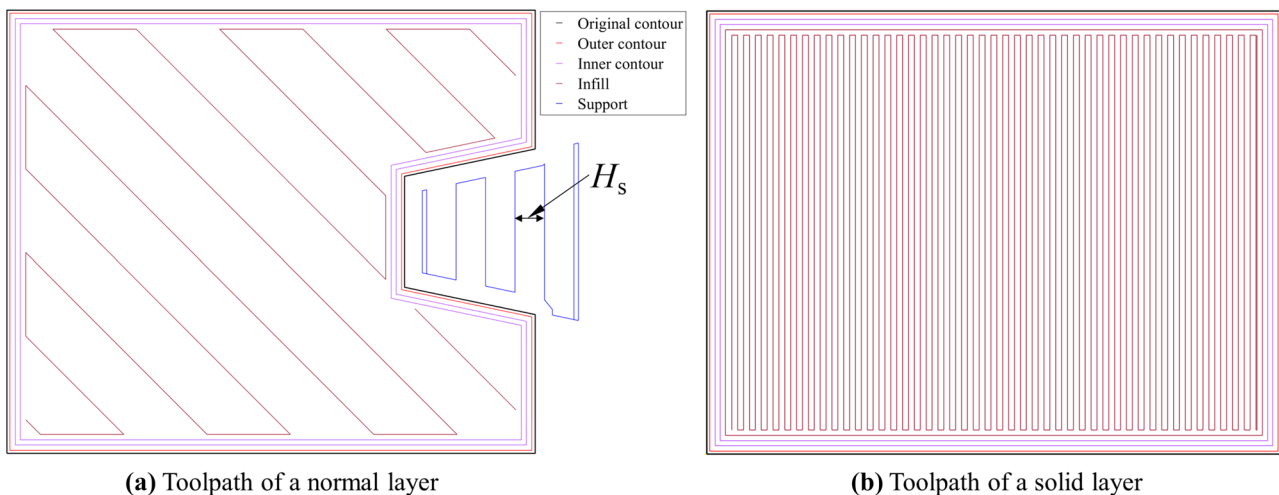 Original contour
Outer contour
Inner contour
Infill
Support
Hs
(a) Toolpath of a normal layer
(b) Toolpath of a solid layer